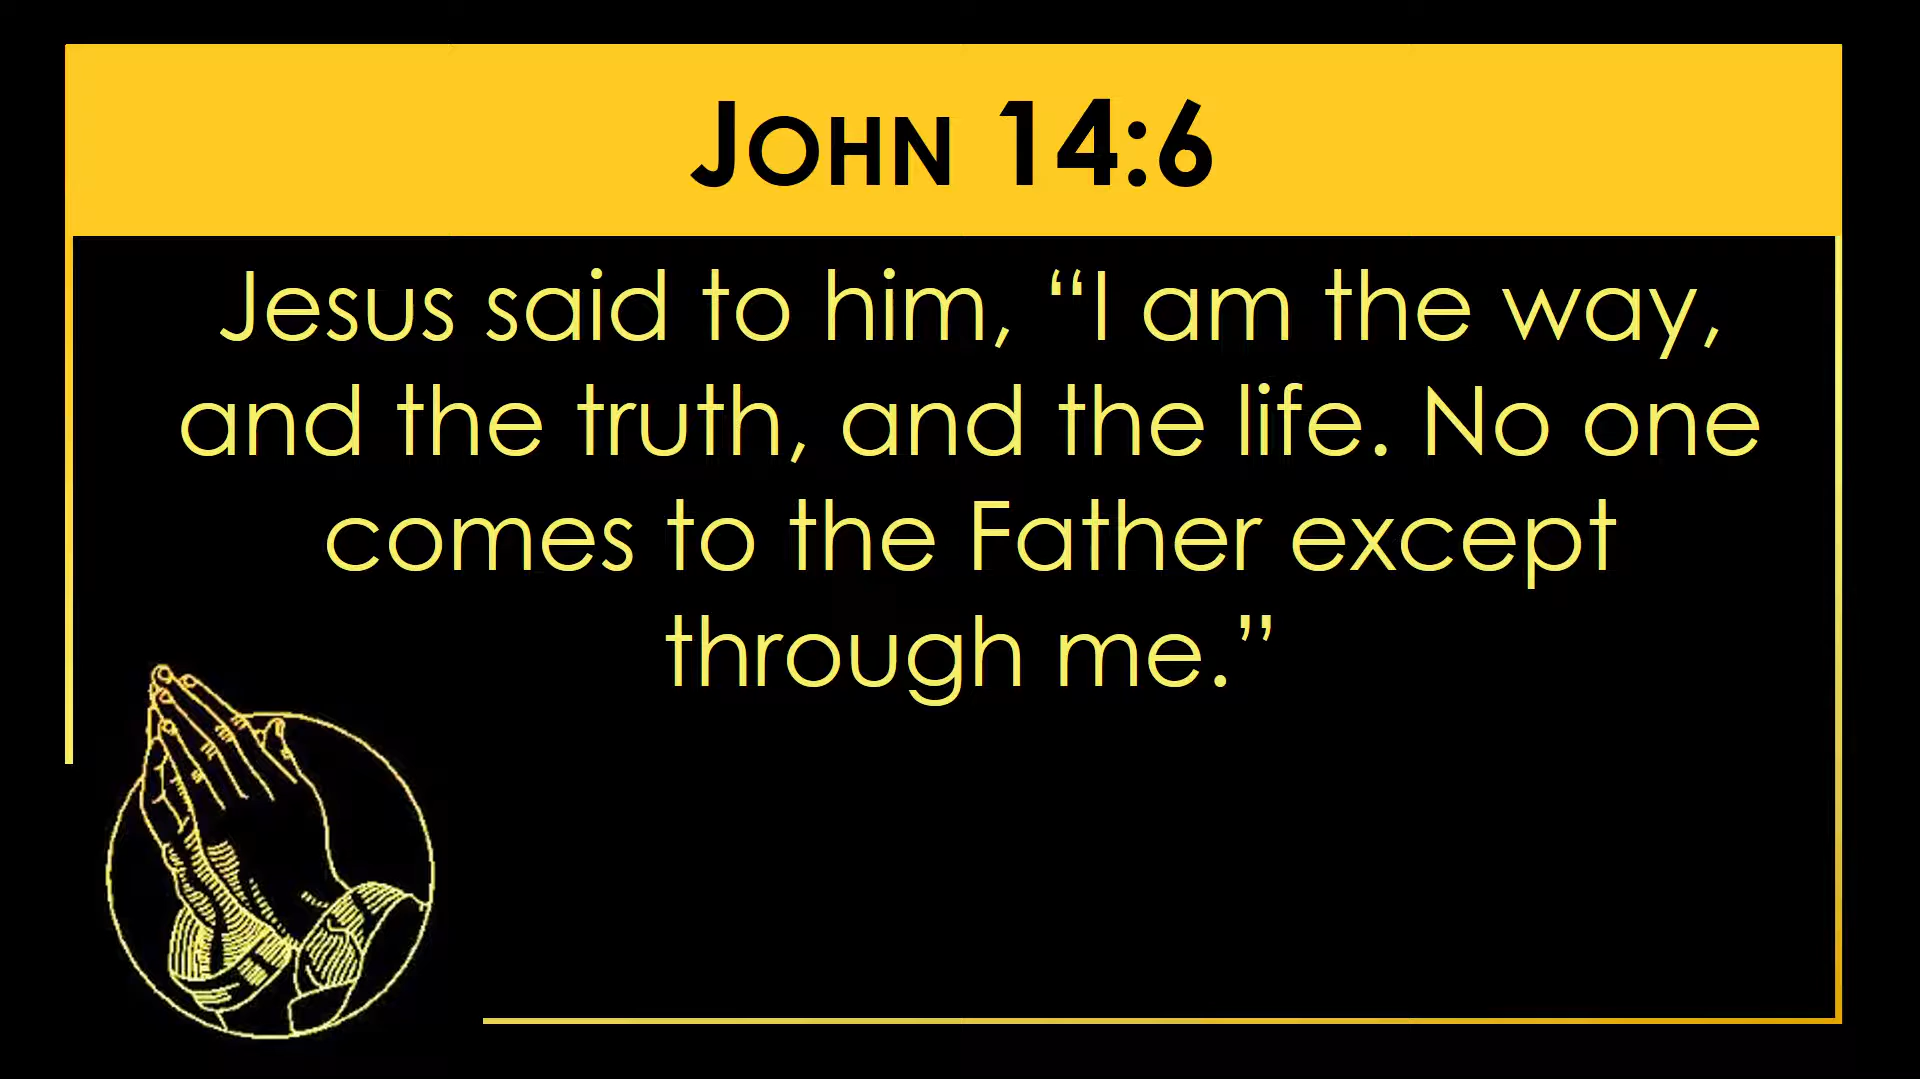 John 14:6
Jesus said to him, “I am the way,
and the truth, and the life. No one
comes to the Father except
through me.”